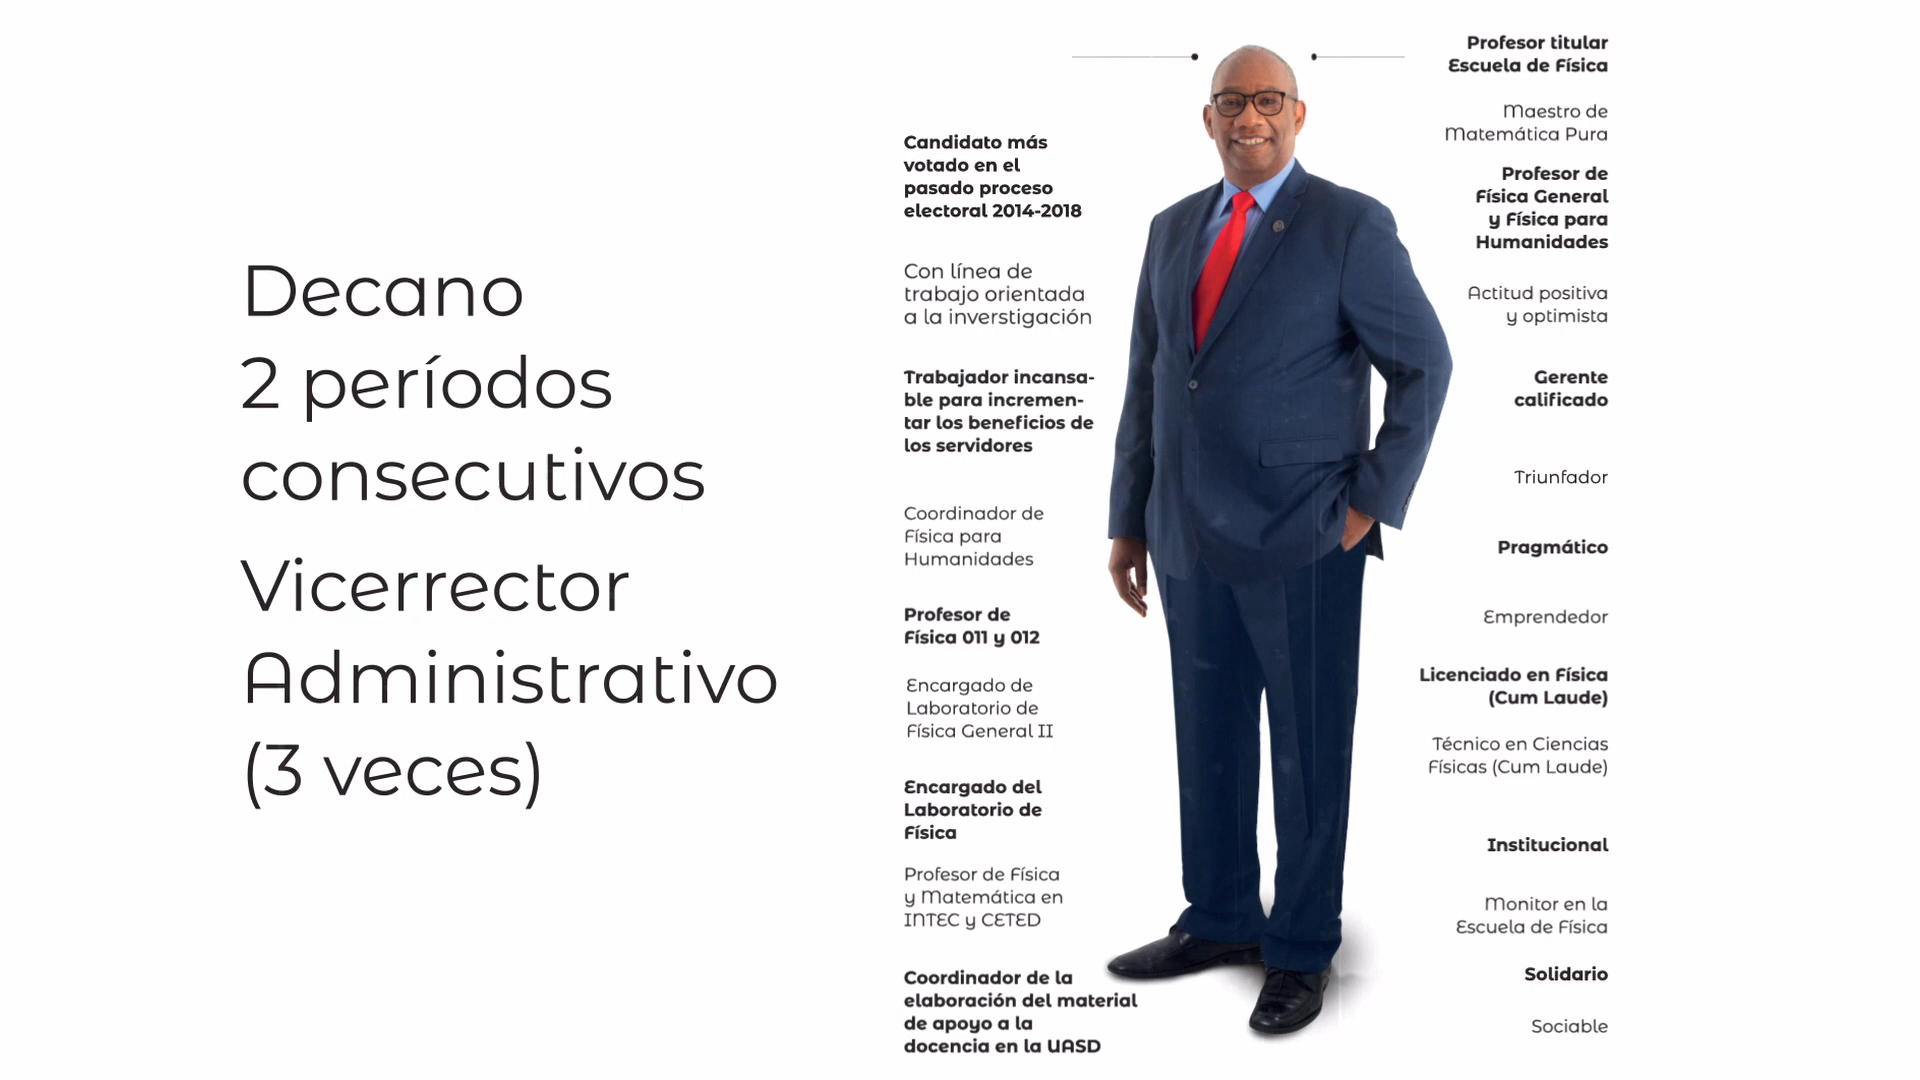 Decano
2 períodos
consecutivos
Vicerrector
Administrativo
(3 veces)
Candidato más
votado en el
pasado proceso
electoral 2014-2018
Con línea de
trabajo orientada
a la inverstigación
Trabajador incansa-
ble para incremen-
tar los beneficios de
los servidores
Coordinador de
Física para
Humanidades
Profesor de
Física 011 y 012
Encargado de
Laboratorio de
Física General II
Encargado del
Laboratorio de
Física
Profesor de Física
y Matemática en
INTEC y CETED
Coordinador de la
elaboración del material
de apoyo a la
docencia en la UASD
Profesor titular
Escuela de Física
Maestro de
Matemática Pura
Profesor de
Física General
y Física para
Humanidades
Actitud positiva
y optimista
Gerente
calificado
Triunfador
Pragmático
Emprendedor
Licenciado en Física
(Cum Laude)
Técnico en Ciencias
Físicas (Cum Laude)
Institucional
Monitor en la
Escuela de Física
Solidario
Sociable